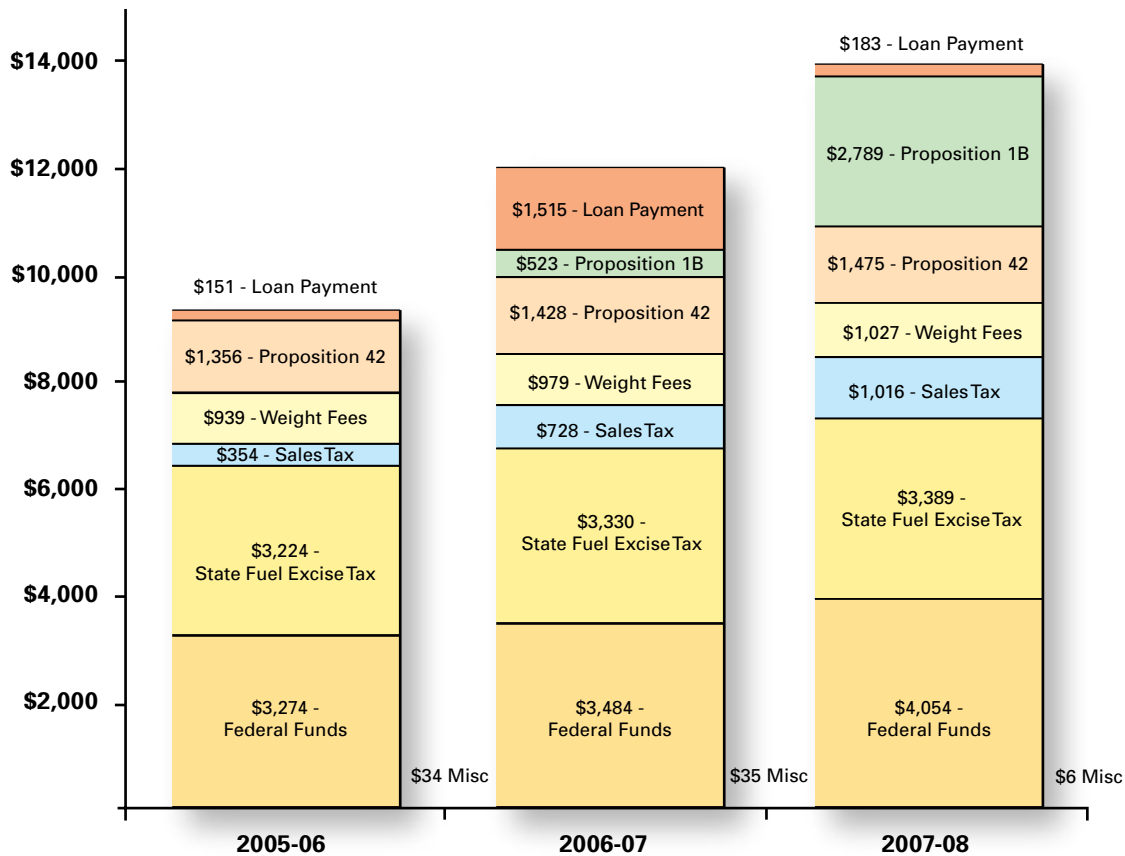 $14,000
$12,000
$10,000
$8,000
$6,000
$4,000
$2,000
$151 - Loan Payment
$1,356 - Proposition 42
$939 - Weight Fees
$354 - Sales Tax
$3,224 -
State Fuel Excise Tax
$3,274 -
Federal Funds
$34 Misc
2005-06
$1,515 - Loan Payment
$523 - Proposition 1B
$1,428 - Proposition 42
$979 - Weight Fees
$728 - Sales Tax
$3,330 -
State Fuel Excise Tax
$3,484 -
Federal Funds
$35 Misc
2006-07
$183 - Loan Payment
$2,789 - Proposition 1B
$1,475 - Proposition 42
$1,027 - Weight Fees
$1,016 - Sales Tax
$3,389 -
State Fuel Excise Tax
$4,054 -
Federal Funds
$6 Misc
2007-08